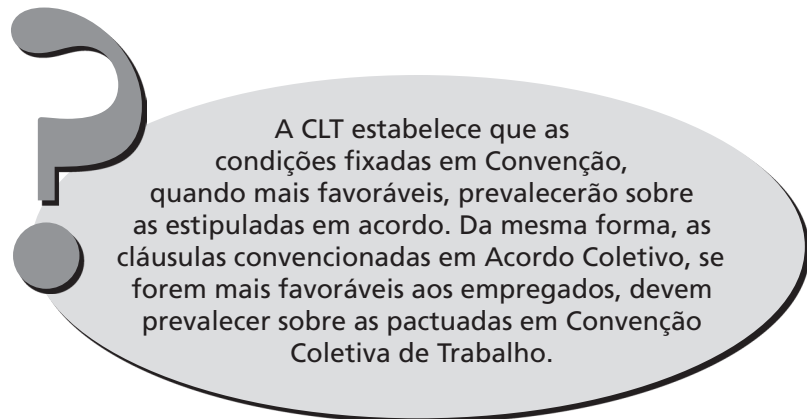 A CLT estabelece que as
condições fixadas em Convenção,
quando mais favoráveis, prevalecerão sobre
as estipuladas em acordo. Da mesma forma, as
cláusulas convencionadas em Acordo Coletivo, se
forem mais favoráveis aos empregados, devem
prevalecer sobre as pactuadas em Convenção
Coletiva de Trabalho.